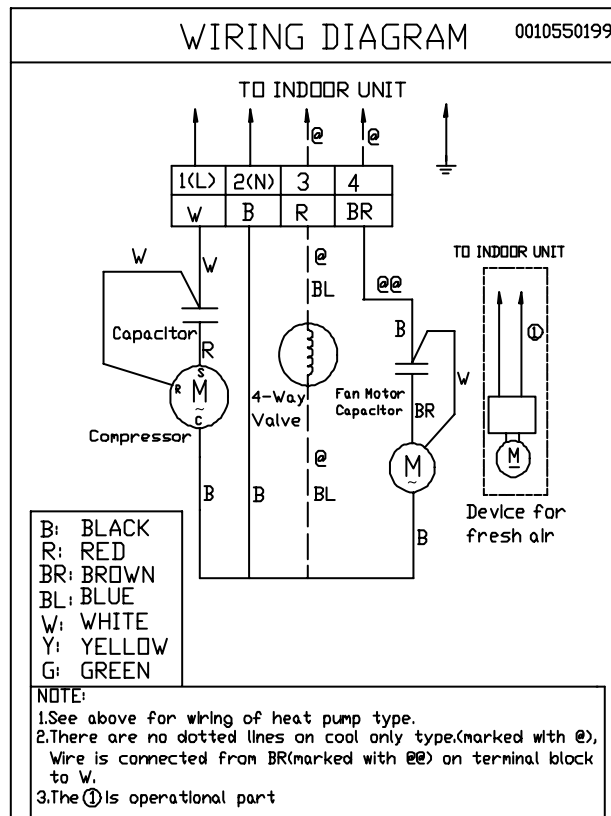 WIRING DIAGRAM 0010550199
TO INDOOR UNIT
@ @
1(L) 2(N) 3 4
W B R BR
TO INDOOR UNIT
W W @ @@
BL
B
①
Capacitor
R
S
R M
~
C
4-Way
Valve
Fan Motor
Capacitor
W
BR
Compressor
@
M
~
M
B B BL
B
Device for
fresh air
B: BLACK
R: RED
BR: BROWN
BL: BLUE
W: WHITE
Y: YELLOW
G: GREEN
NOTE:
1.See above for wiring of heat pump type.
2.There are no dotted lines on cool only type.(marked with @),
Wire is connected from BR(marked with @@) on terminal block
to W.
3.The ① is operational part